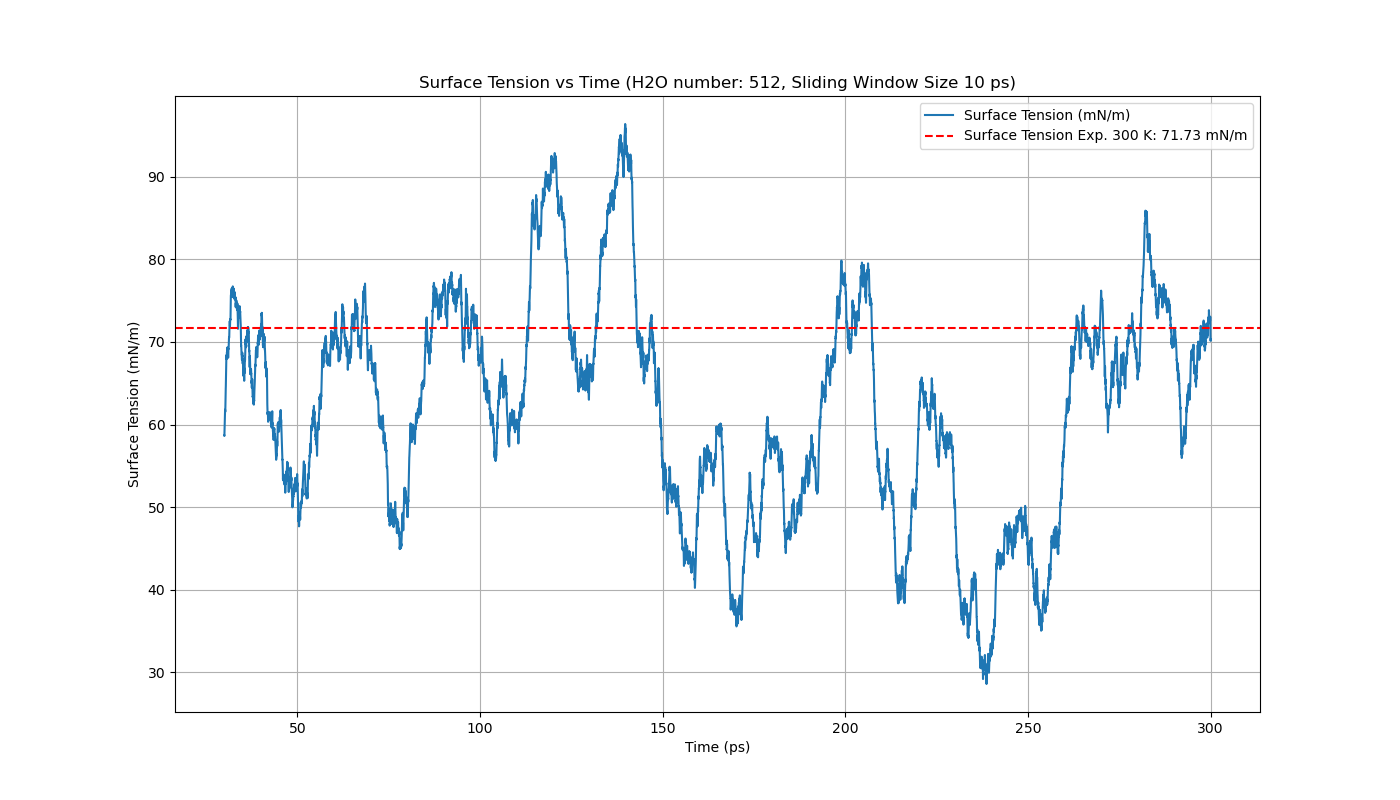 Surface Tension vs Time (H2O number: 512, Sliding Window Size 10 ps)
Surface Tension (mN/m)
Surface Tension Exp. 300 K: 71.73 mN/m
Surface Tension (mN/m)
90
80
70
60
50
40
30
50
100
150
200
250
300
Time (ps)